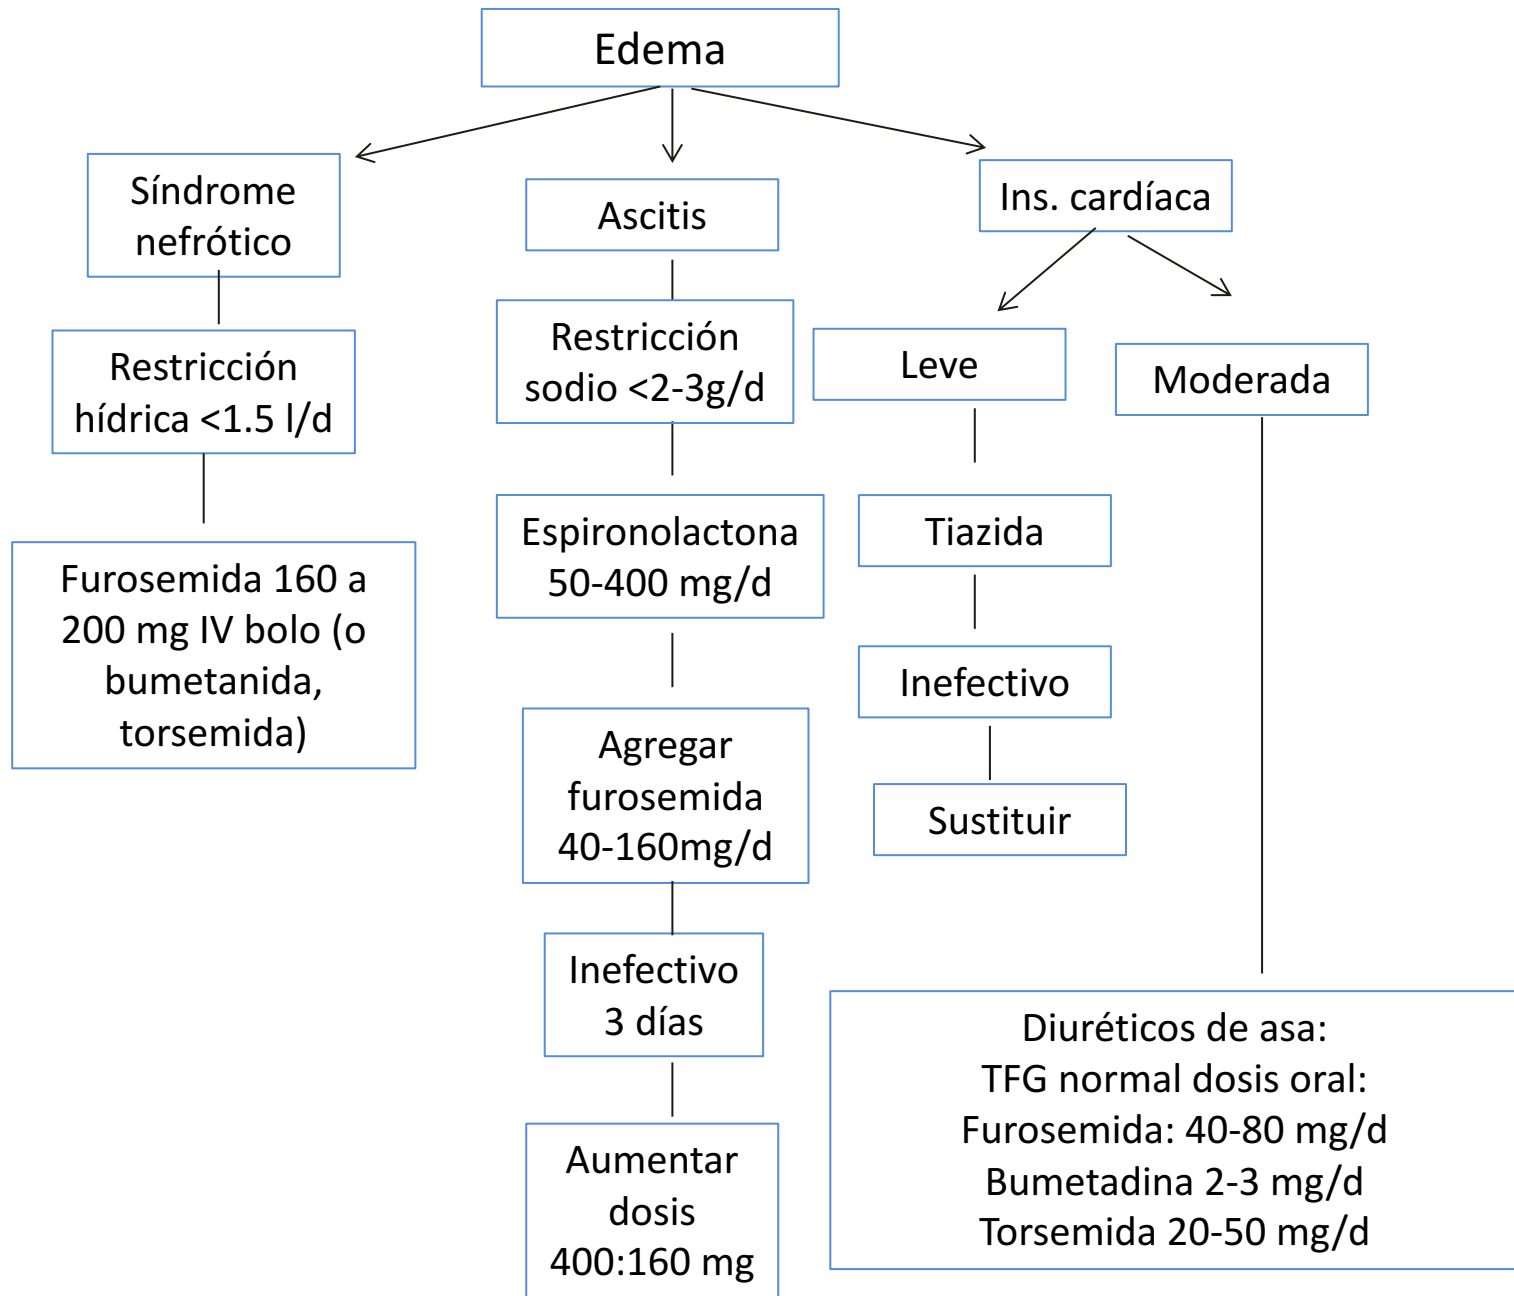 Edema
Síndrome
nefrótico
Restricción
hídrica <1.5 l/d
Furosemida 160 a
200 mg IV bolo (o
bumetanida,
torsemida)
Ascitis
Restricción
sodio <2-3g/d
Espironolactona
50-400 mg/d
Agregar
furosemida
40-160mg/d
Inefectivo
3 días
Aumentar
dosis
400:160 mg
Ins. cardíaca
Leve
Tiazida
Inefectivo
Sustituir
Moderada
Diuréticos de asa:
TFG normal dosis oral:
Furosemida: 40-80 mg/d
Bumetadina 2-3 mg/d
Torsemida 20-50 mg/d